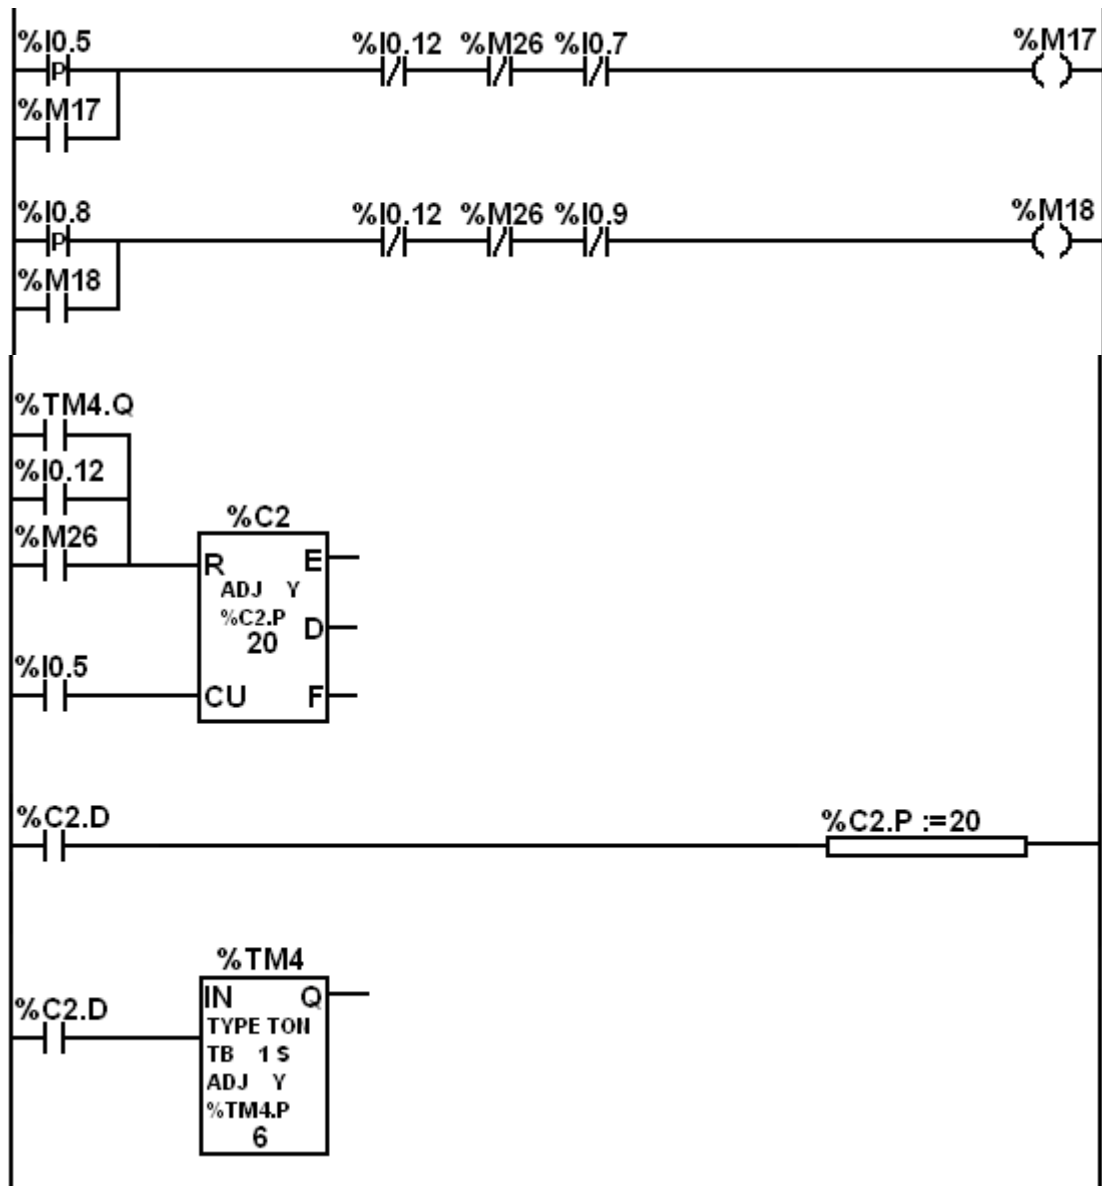 %I0.5 %I0.12 %M26 %I0.7 %M17
P
%M17
%I0.8 %I0.12 %M26 %I0.9 %M18
P
%M18
%TM4.Q
%I0.12
%M26
%C2
R E
ADJ Y
%C2.P D
20
%I0.5
CU F
%C2.D %C2.P :=20
%TM4
IN Q
%C2.D
TYPE TON
TB 1 S
ADJ Y
%TM4.P
6